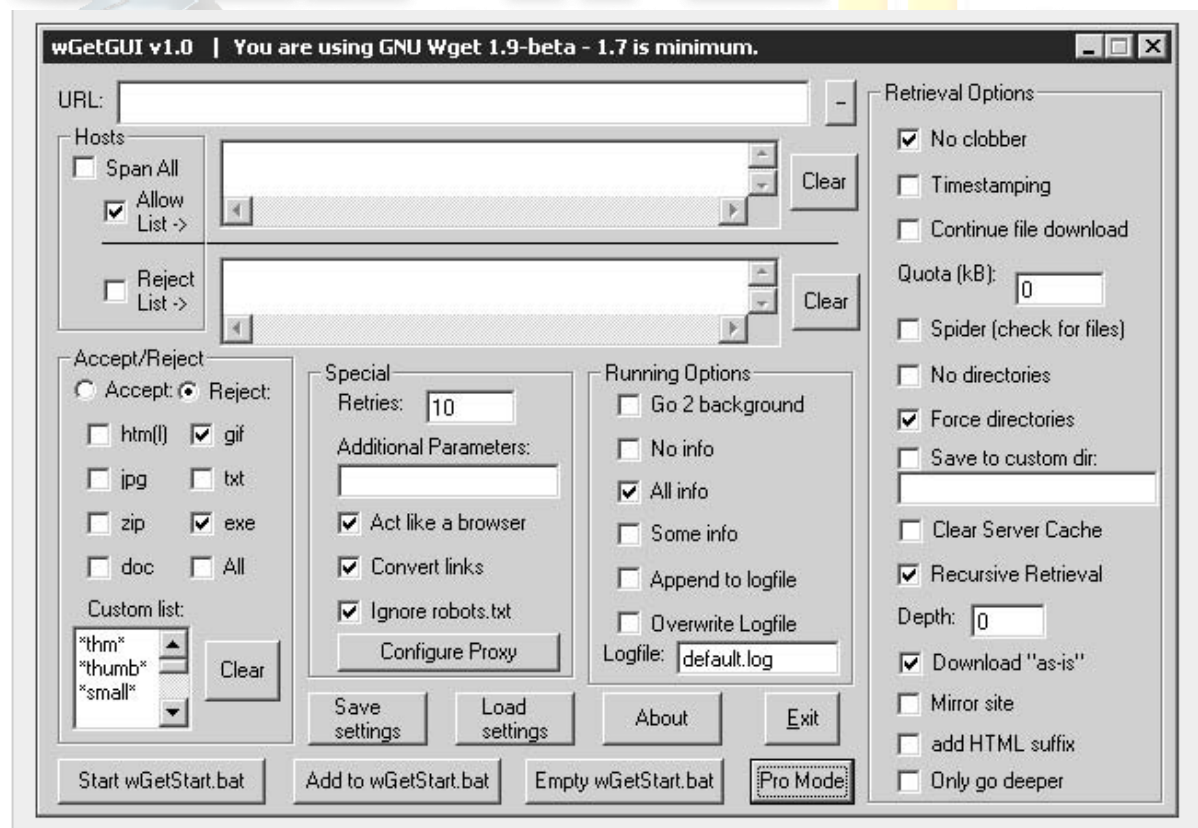 wGetGUI v1.0 | You are using GNU Wget 1.9-beta - 1.7 is minimum.
URL:
-
Hosts
Span All
Allow
List ->
Clear
Reject
List ->
Clear
Accept/Reject
Accept: Reject:
htm(l) gif
jpg txt
zip exe
doc All
Custom list:
*thm*
*thumb*
*small*
Clear
Special
Retries: 10
Additional Parameters:
Act like a browser
Convert links
Ignore robots.txt
Configure Proxy
Running Options
Go 2 background
No info
All info
Some info
Append to logfile
Overwrite Logfile
Logfile: default.log
Save
settings
Load
settings
About
Exit
Start wGetStart.bat
Add to wGetStart.bat
Empty wGetStart.bat
Pro Mode
Retrieval Options
No clobber
Timestamping
Continue file download
Quota (kB): 0
Spider (check for files)
No directories
Force directories
Save to custom dir:
Clear Server Cache
Recursive Retrieval
Depth: 0
Download "as-is"
Mirror site
add HTML suffix
Only go deeper